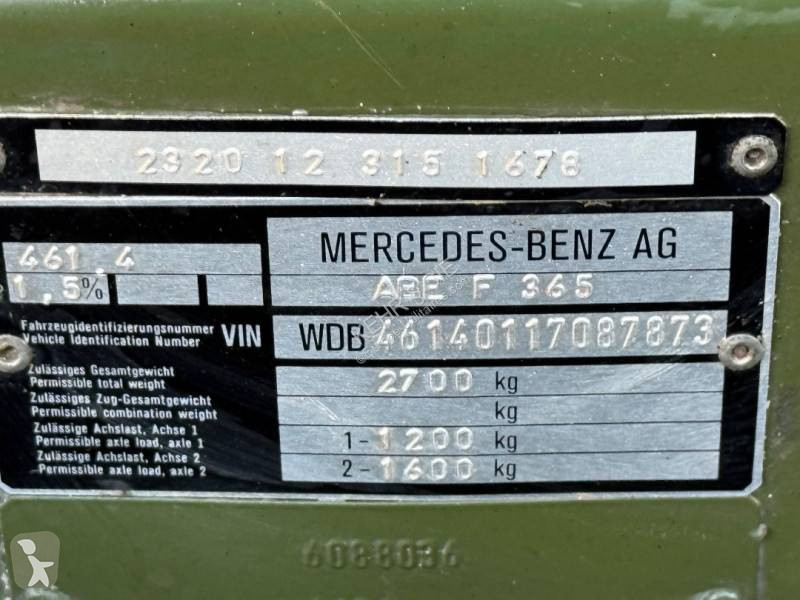 2320 12 315 1678
461.4
MERCEDES-BENZ AG
1,5%
ABE F 365
Fahrzeugidentifizierungsnummer
Vehicle Identification Number
VIN
WDB 46140117087873
Zulässiges Gesamtgewicht
Permissible total weight
2700 kg
Zulässiges Zug-Gesamtgewicht
Permissible combination weight
kg
Zulässige Achslast, Achse 1
Permissible axle load, axle 1
1-1200 kg
Zulässige Achslast, Achse 2
Permissible axle load, axle 2
2-1600 kg
6088036